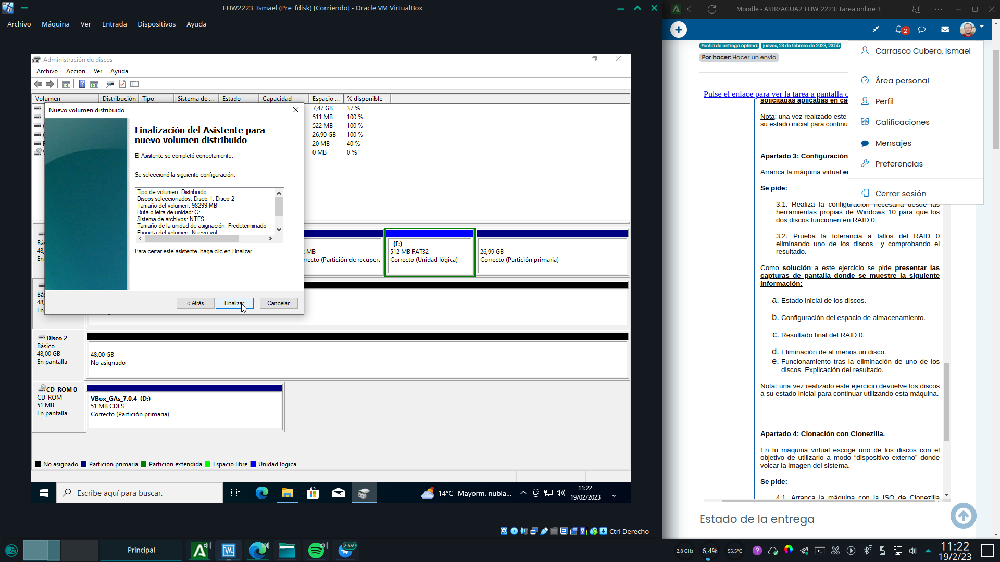 FHW2223_Ismael (Pre_fdisk) [Corriendo] - Oracle VM VirtualBox
Archivo Máquina Ver Entrada Dispositivos Ayuda
Administración de discos
Archivo Acción Ver Ayuda
Volumen Distribución Tipo Sistema de ... Estado Capacidad Espacio ... % disponible
7,47 GB 37 %
511 MB 100 %
522 MB 100 %
26,99 GB 100 %
20 MB 40 %
0 MB 0 %
Nuevo volumen distribuido
Finalización del Asistente para
nuevo volumen distribuido
El Asistente se completó correctamente.
Se seleccionó la siguiente configuración:
Tipo de volumen: Distribuido
Discos seleccionados: Disco 1, Disco 2
Tamaño del volumen: 98299 MB
Ruta o letra de unidad: G:
Sistema de archivos: NTFS
Tamaño de la unidad de asignación: Predeterminado
Etiqueta del volumen: Nuevo vol
Para cerrar este asistente, haga clic en Finalizar.
< Atrás Finalizar Cancelar
Bás
48,
En
MB
rrecto (Partición de recupera
(E:)
512 MB FAT32
Correcto (Unidad lógica)
26,99 GB
Correcto (Partición primaria)
Bás
48,
En
Disco 2
Básico
48,00 GB
En pantalla
48,00 GB
No asignado
CD-ROM 0
CD-ROM
51 MB
En pantalla
VBox_GAs_7.0.4 (D:)
51 MB CDFS
Correcto (Partición primaria)
No asignado Partición primaria Partición extendida Espacio libre Unidad lógica
Escribe aquí para buscar.
14°C Mayorm. nubla...
11:22
19/02/2023
Ctrl Derecho
Moodle - ASIR/AGUA2_FHW_2223: Tarea online 3
2
Fecha de entrega óptima: jueves, 23 de febrero de 2023, 23:55
Por hacer: Hacer un envío
Pulse el enlace para ver la tarea a pantalla c
solicitadas aplicadas en ca
Nota: una vez realizado este
su estado inicial para continua
Apartado 3: Configuración
Arranca la máquina virtual en
Se pide:
Carrasco Cubero, Ismael
Área personal
Perfil
Calificaciones
Mensajes
Preferencias
Cerrar sesión
3.1. Realiza la configuración necesaria desde las
herramientas propias de Windows 10 para que los
dos discos funcionen en RAID 0.
3.2. Prueba la tolerancia a fallos del RAID 0
eliminando uno de los discos y comprobando el
resultado.
Como solución a este ejercicio se pide presentar las
capturas de pantalla donde se muestre la siguiente
información:
a. Estado inicial de los discos.
b. Configuración del espacio de almacenamiento.
c. Resultado final del RAID 0.
d. Eliminación de al menos un disco.
e. Funcionamiento tras la eliminación de uno de los
discos. Explicación del resultado.
Nota: una vez realizado este ejercicio devuelve los discos
a su estado inicial para continuar utilizando esta máquina.
Apartado 4: Clonación con Clonezilla.
En tu máquina virtual escoge uno de los discos con el
objetivo de utilizarlo a modo “dispositivo externo” donde
volcar la imagen del sistema.
Se pide:
4.1. Arranca la máquina con la ISO de Clonezilla
Estado de la entrega
Principal
2.659
2,8 GHz
6,4%
55,5°C
11:22
19/2/23